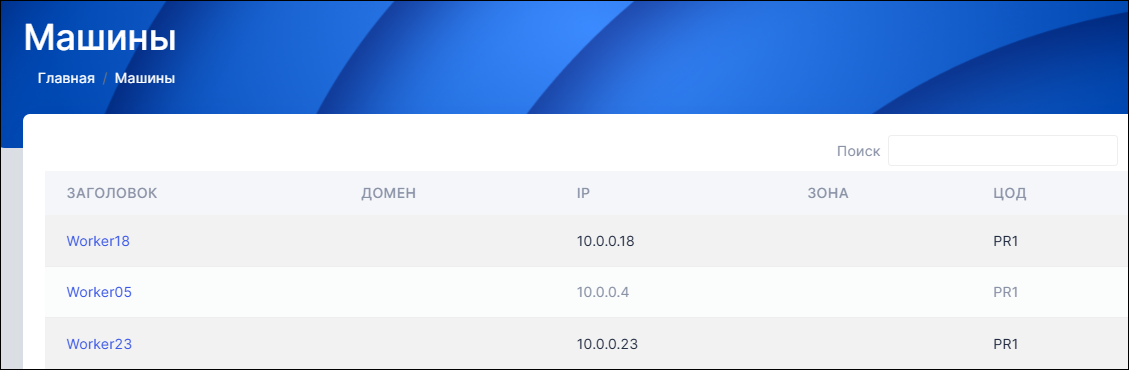 Машины
Главная / Машины
Поиск
ЗАГОЛОВОК ДОМЕН IP ЗОНА ЦОД
Worker18 10.0.0.18 PR1
Worker05 10.0.0.4 PR1
Worker23 10.0.0.23 PR1